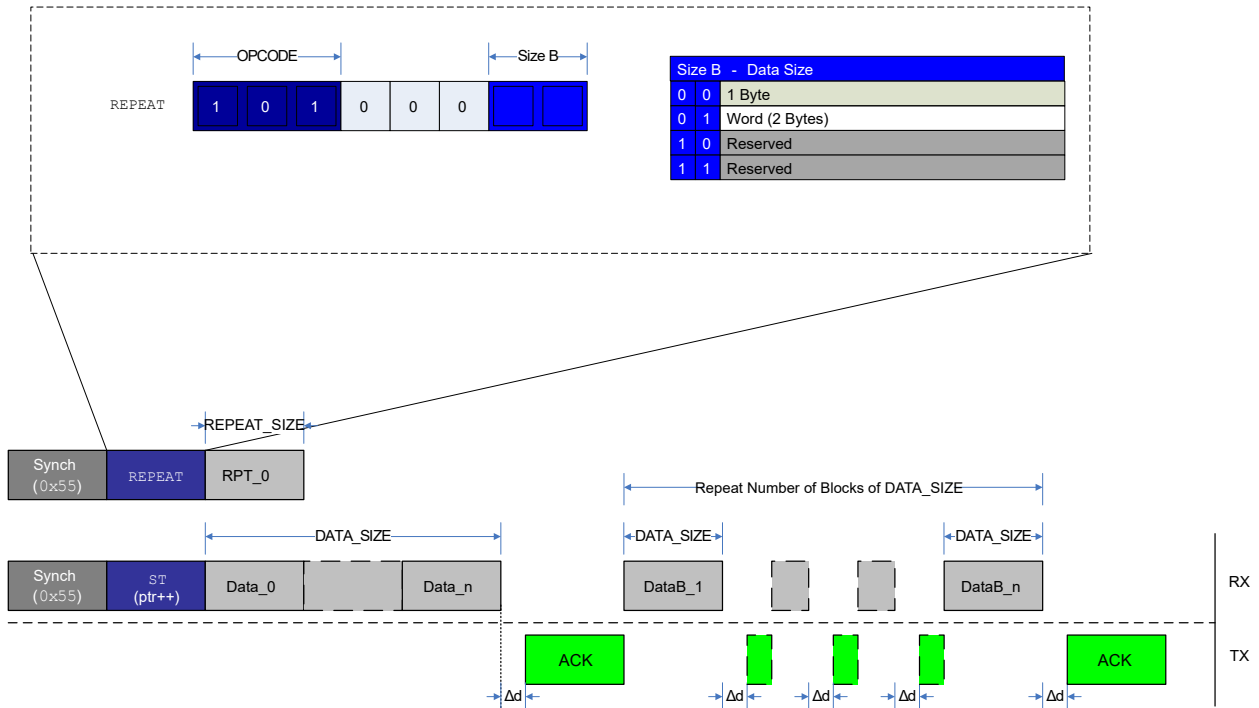 OPCODE
Size B
REPEAT
1 0 1 0 0 0
Size B - Data Size
0 0 1 Byte
0 1 Word (2 Bytes)
1 0 Reserved
1 1 Reserved
REPEAT_SIZE
Synch
(0x55)
REPEAT
RPT_0
Repeat Number of Blocks of DATA_SIZE
DATA_SIZE
DATA_SIZE
DATA_SIZE
Synch
(0x55)
ST
(ptr++)
Data_0
Data_n
DataB_1
DataB_n
RX
ACK
ACK
TX
Δd
Δd
Δd
Δd
Δd